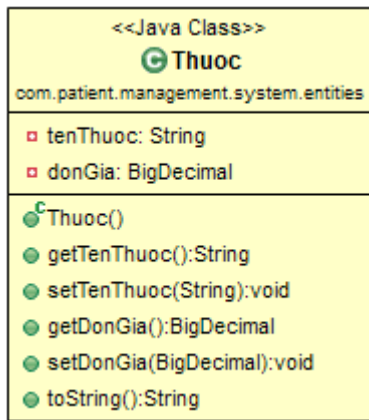 <<Java Class>>
C Thuoc
com.patient.management.system.entities
tenThuoc: String
donGia: BigDecimal
C Thuoc()
getTenThuoc():String
setTenThuoc(String):void
getDonGia():BigDecimal
setDonGia(BigDecimal):void
toString():String